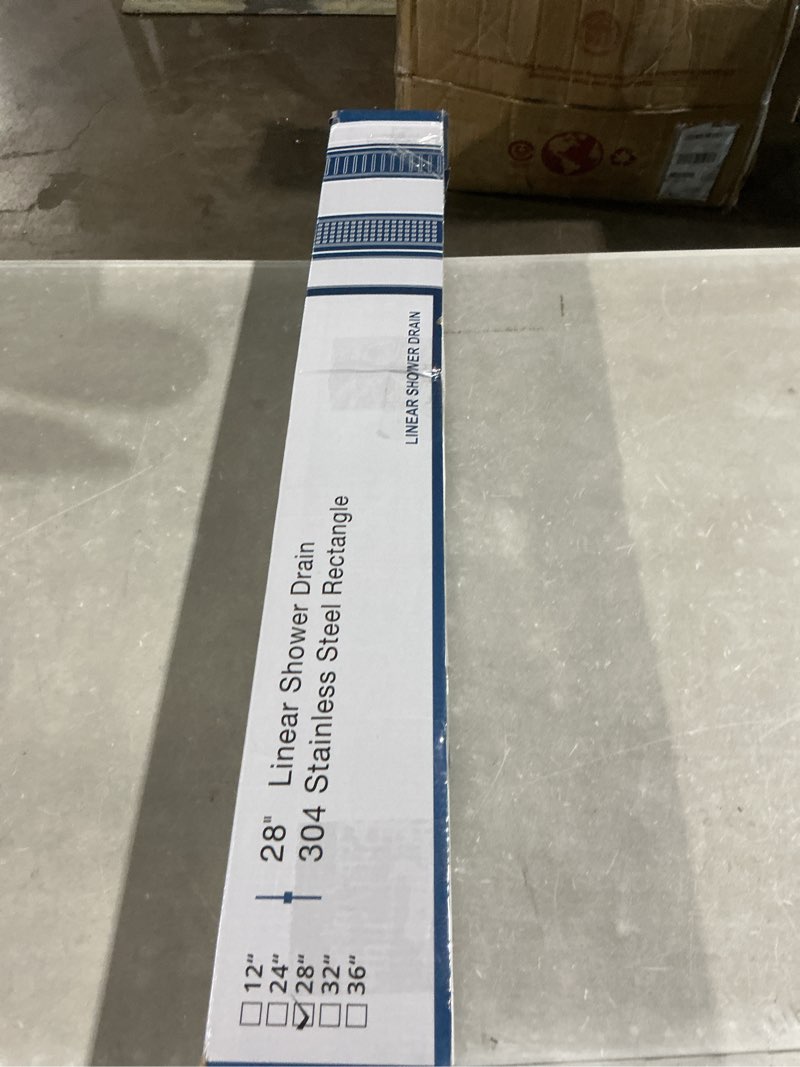 28" Linear Shower Drain
304 Stainless Steel Rectangle
LINEAR SHOWER DRAIN
12"
24"
28"
32"
36"